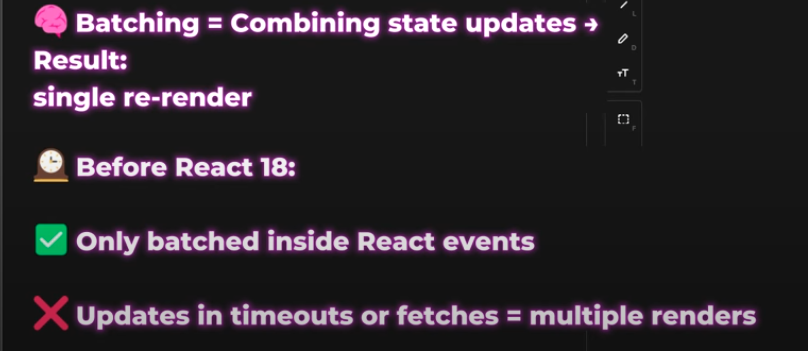 🧠 Batching = Combining state updates →
Result:
single re-render
🕰️ Before React 18:
✅ Only batched inside React events
❌ Updates in timeouts or fetches = multiple renders
L
D
T
F